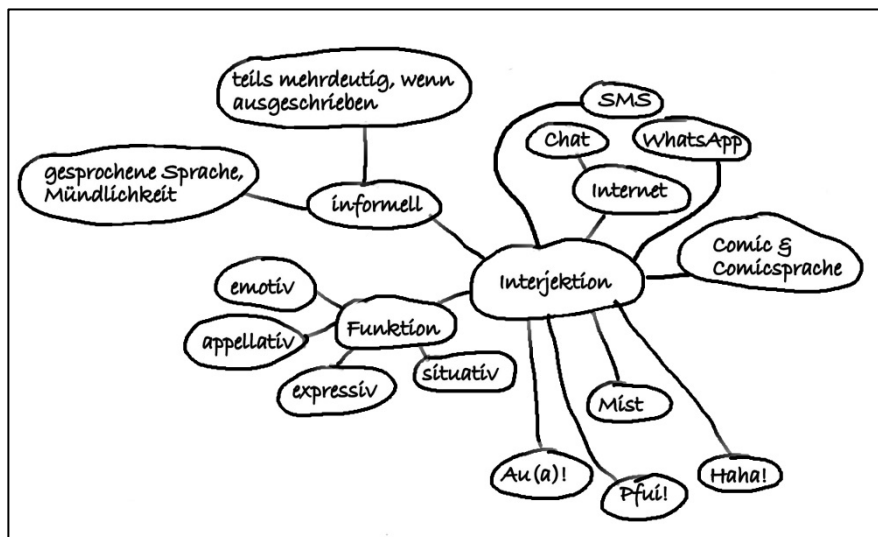 teils mehrdeutig, wenn
ausgeschrieben
SMS
Chat
WhatsApp
gesprochene Sprache,
Mündlichkeit
informell
Internet
Comic &
Comicsprache
Interjektion
emotiv
Funktion
appellativ
expressiv
situativ
Mist
Au(a)!
Pfui!
Haha!